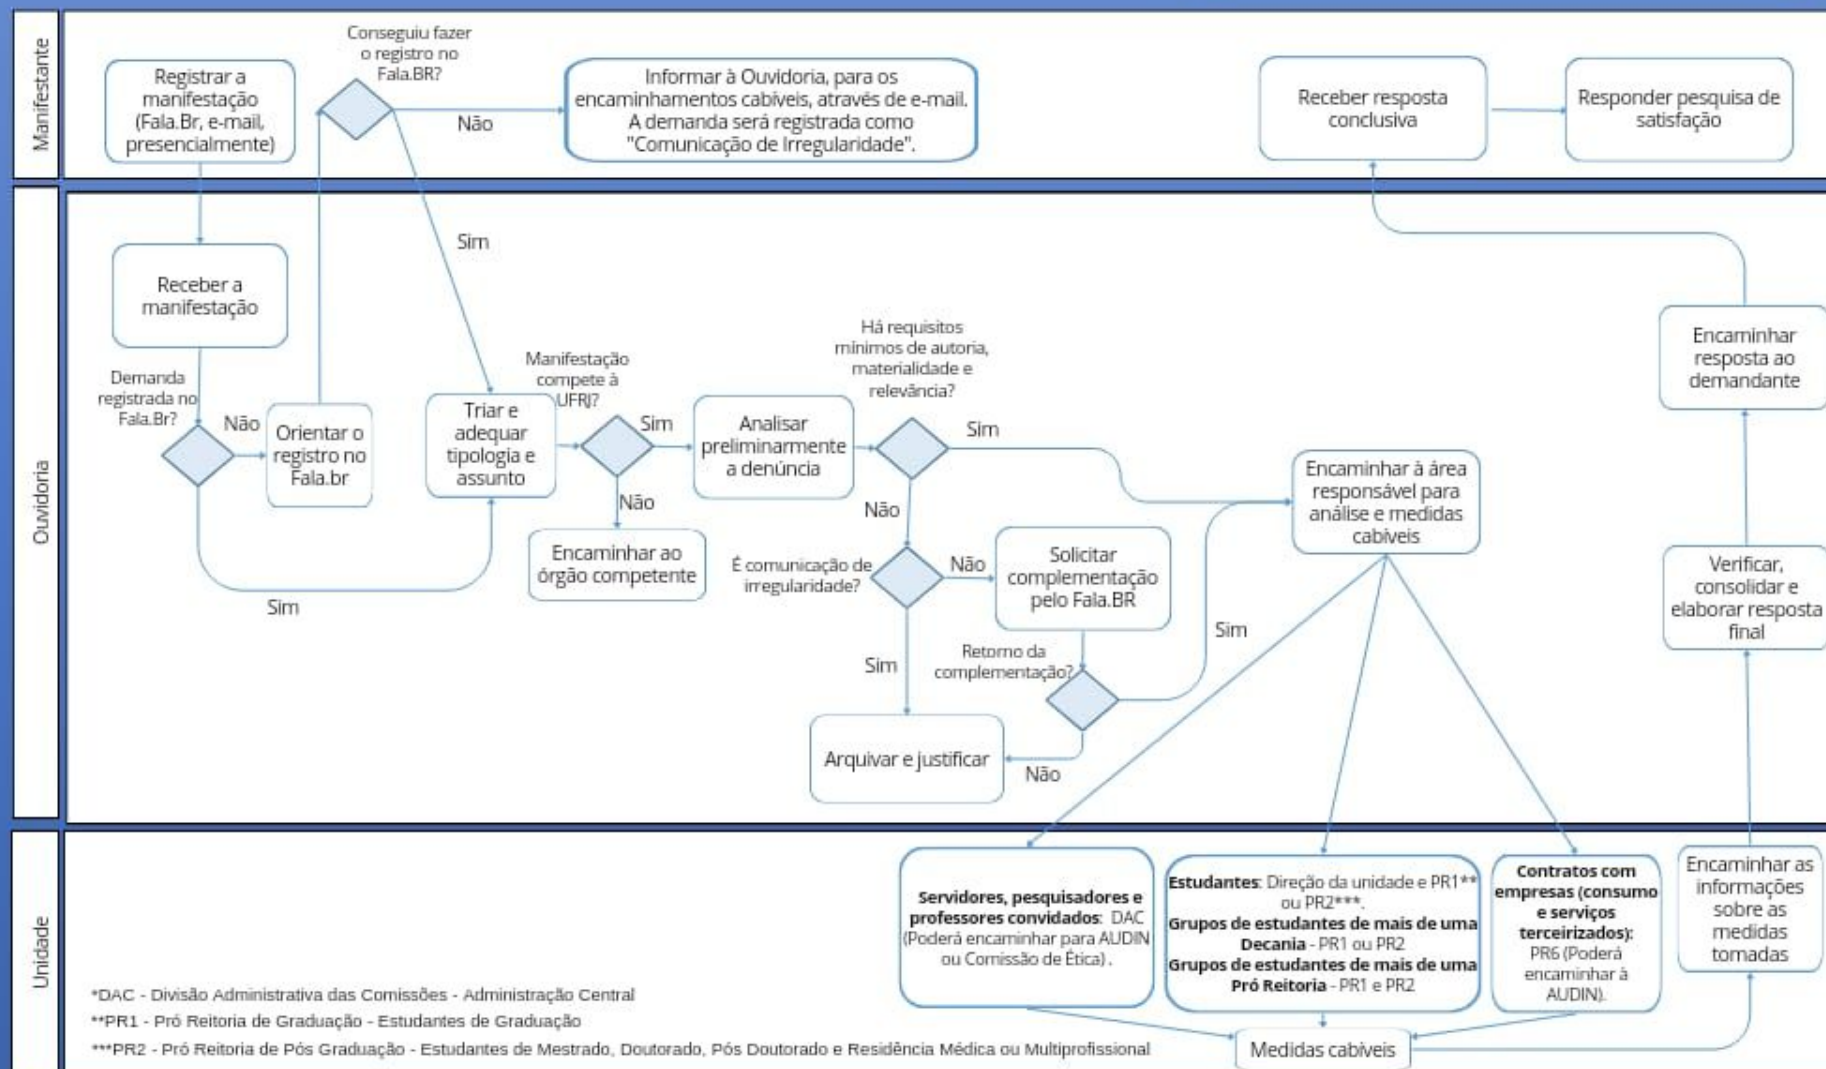 Manifestante
Registrar a
manifestação
(Fala.Br, e-mail,
presencialmente)
Conseguiu fazer
o registro no
Fala.BR?
Não
Sim
Informar à Ouvidoria, para os
encaminhamentos cabíveis, através de e-mail.
A demanda será registrada como
"Comunicação de Irregularidade".
Receber resposta
conclusiva
Responder pesquisa de
satisfação
Ouvidoria
Receber a
manifestação
Demanda
registrada no
Fala.Br?
Não
Sim
Orientar o
registro no
Fala.br
Triar e
adequar
tipologia e
assunto
Manifestação
compete à
UFRJ?
Sim
Não
Encaminhar ao
órgão competente
Analisar
preliminarmente
a denúncia
Há requisitos
mínimos de autoria,
materialidade e
relevância?
Sim
Não
É comunicação de
irregularidade?
Não
Sim
Solicitar
complementação
pelo Fala.BR
Retorno da
complementação?
Sim
Não
Arquivar e justificar
Encaminhar à área
responsável para
análise e medidas
cabíveis
Encaminhar
resposta ao
demandante
Verificar,
consolidar e
elaborar resposta
final
Unidade
Servidores, pesquisadores e
professores convidados: DAC
(Poderá encaminhar para AUDIN
ou Comissão de Ética) .
Estudantes: Direção da unidade e PR1**
ou PR2***.
Grupos de estudantes de mais de uma
Decania - PR1 ou PR2
Grupos de estudantes de mais de uma
Pró Reitoria - PR1 e PR2
Contratos com
empresas (consumo
e serviços
terceirizados):
PR6 (Poderá
encaminhar à
AUDIN).
Encaminhar as
informações
sobre as
medidas
tomadas
Medidas cabíveis
*DAC - Divisão Administrativa das Comissões - Administração Central
**PR1 - Pró Reitoria de Graduação - Estudantes de Graduação
***PR2 - Pró Reitoria de Pós Graduação - Estudantes de Mestrado, Doutorado, Pós Doutorado e Residência Médica ou Multiprofissional